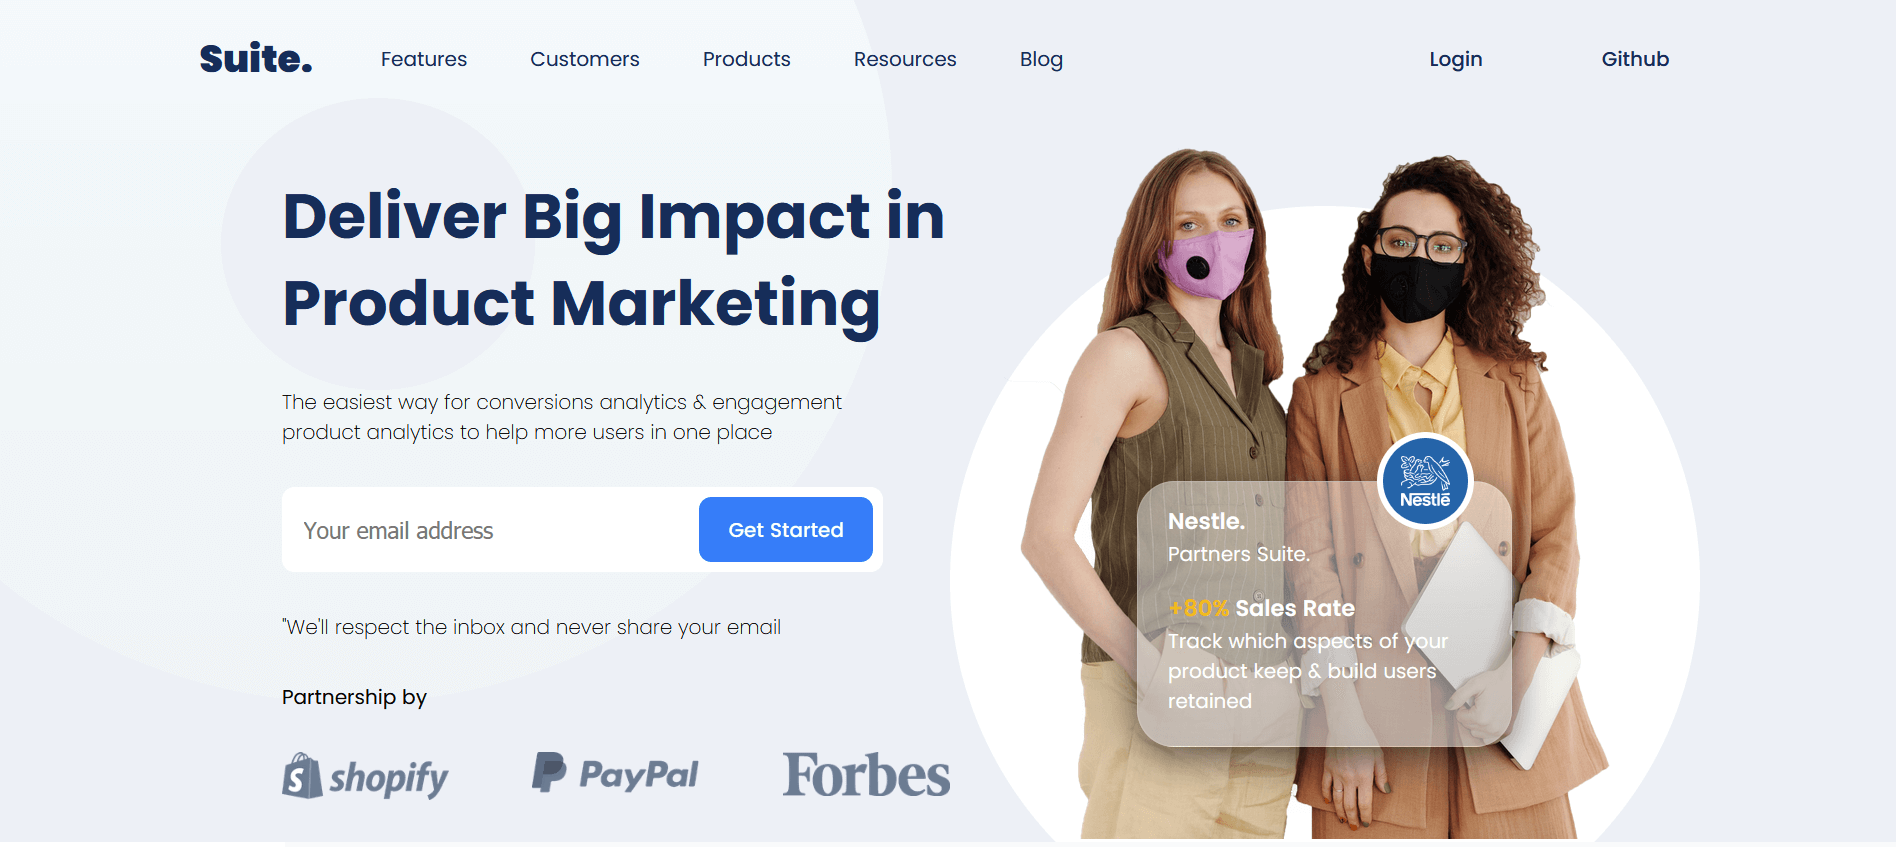 Suite.
Features
Customers
Products
Resources
Blog
Login
Github
Deliver Big Impact in
Product Marketing
The easiest way for conversions analytics & engagement
product analytics to help more users in one place
Your email address
Get Started
"We'll respect the inbox and never share your email
Partnership by
shopify
PayPal
Forbes
Nestlé
Nestle.
Partners Suite.
+80% Sales Rate
Track which aspects of your
product keep & build users
retained